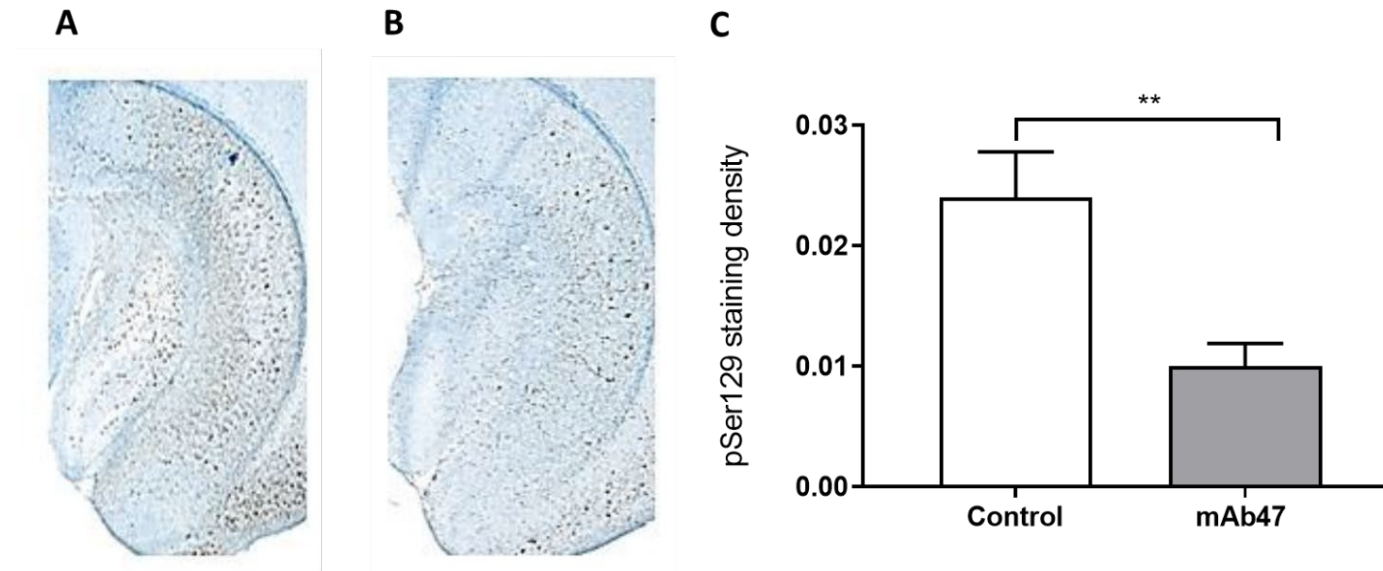 A
B
C
**
0.03
0.02
0.01
0.00
pSer129 staining density
Control
mAb47